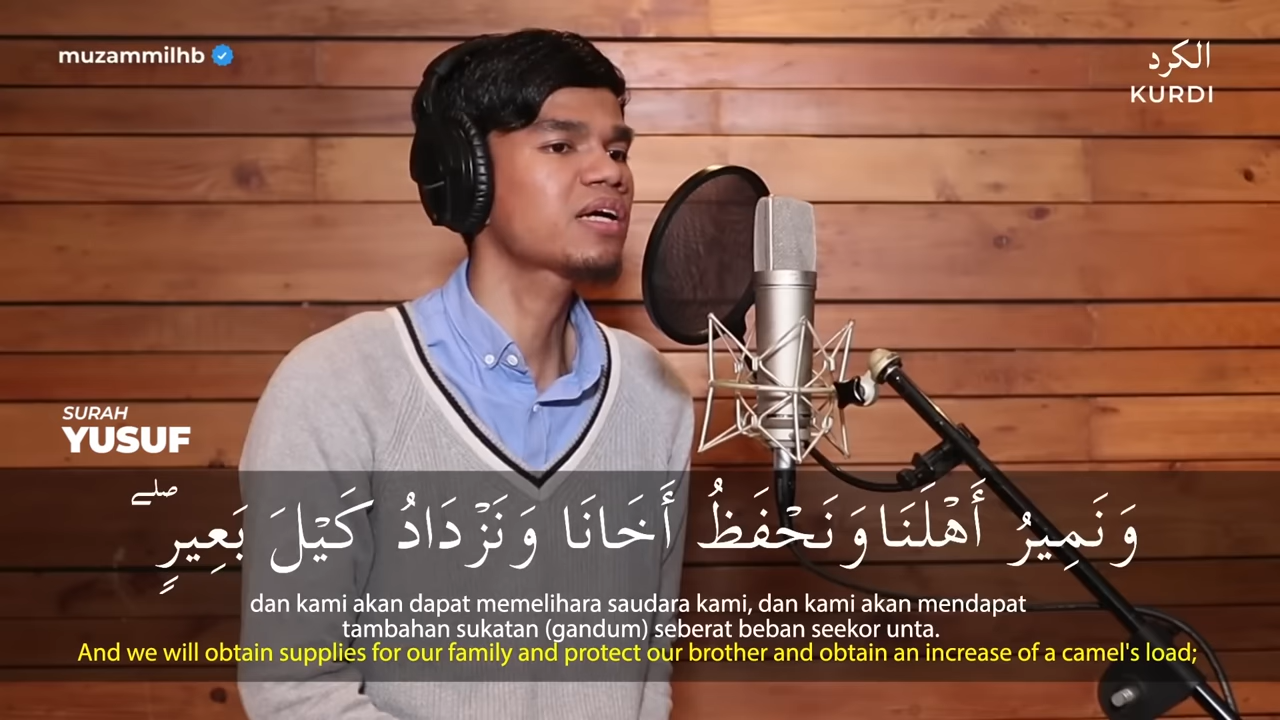 muzammilhb
الكرد
KURDI
SURAH
YUSUF
وَنَمِيرُ أَهْلَنَا وَنَحْفَظُ أَخَانَا وَنَزْدَادُ كَيْلَ بَعِيرٍ ۖ
dan kami akan dapat memelihara saudara kami, dan kami akan mendapat
tambahan sukatan (gandum) seberat beban seekor unta.
And we will obtain supplies for our family and protect our brother and obtain an increase of a camel's load;